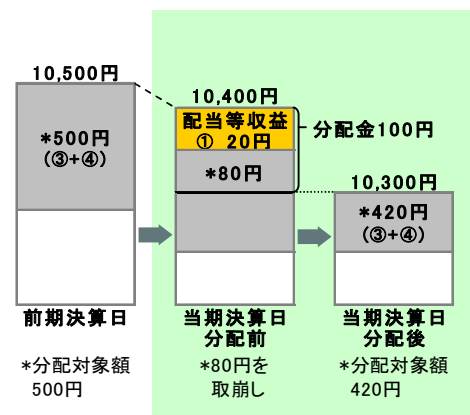 10,500円
*500円
(③+④)
前期決算日
*分配対象額
500円
10,400円
配当等収益
① 20円
*80円
分配金100円
当期決算日
分配前
*80円を
取崩し
10,300円
*420円
(③+④)
当期決算日
分配後
*分配対象額
420円